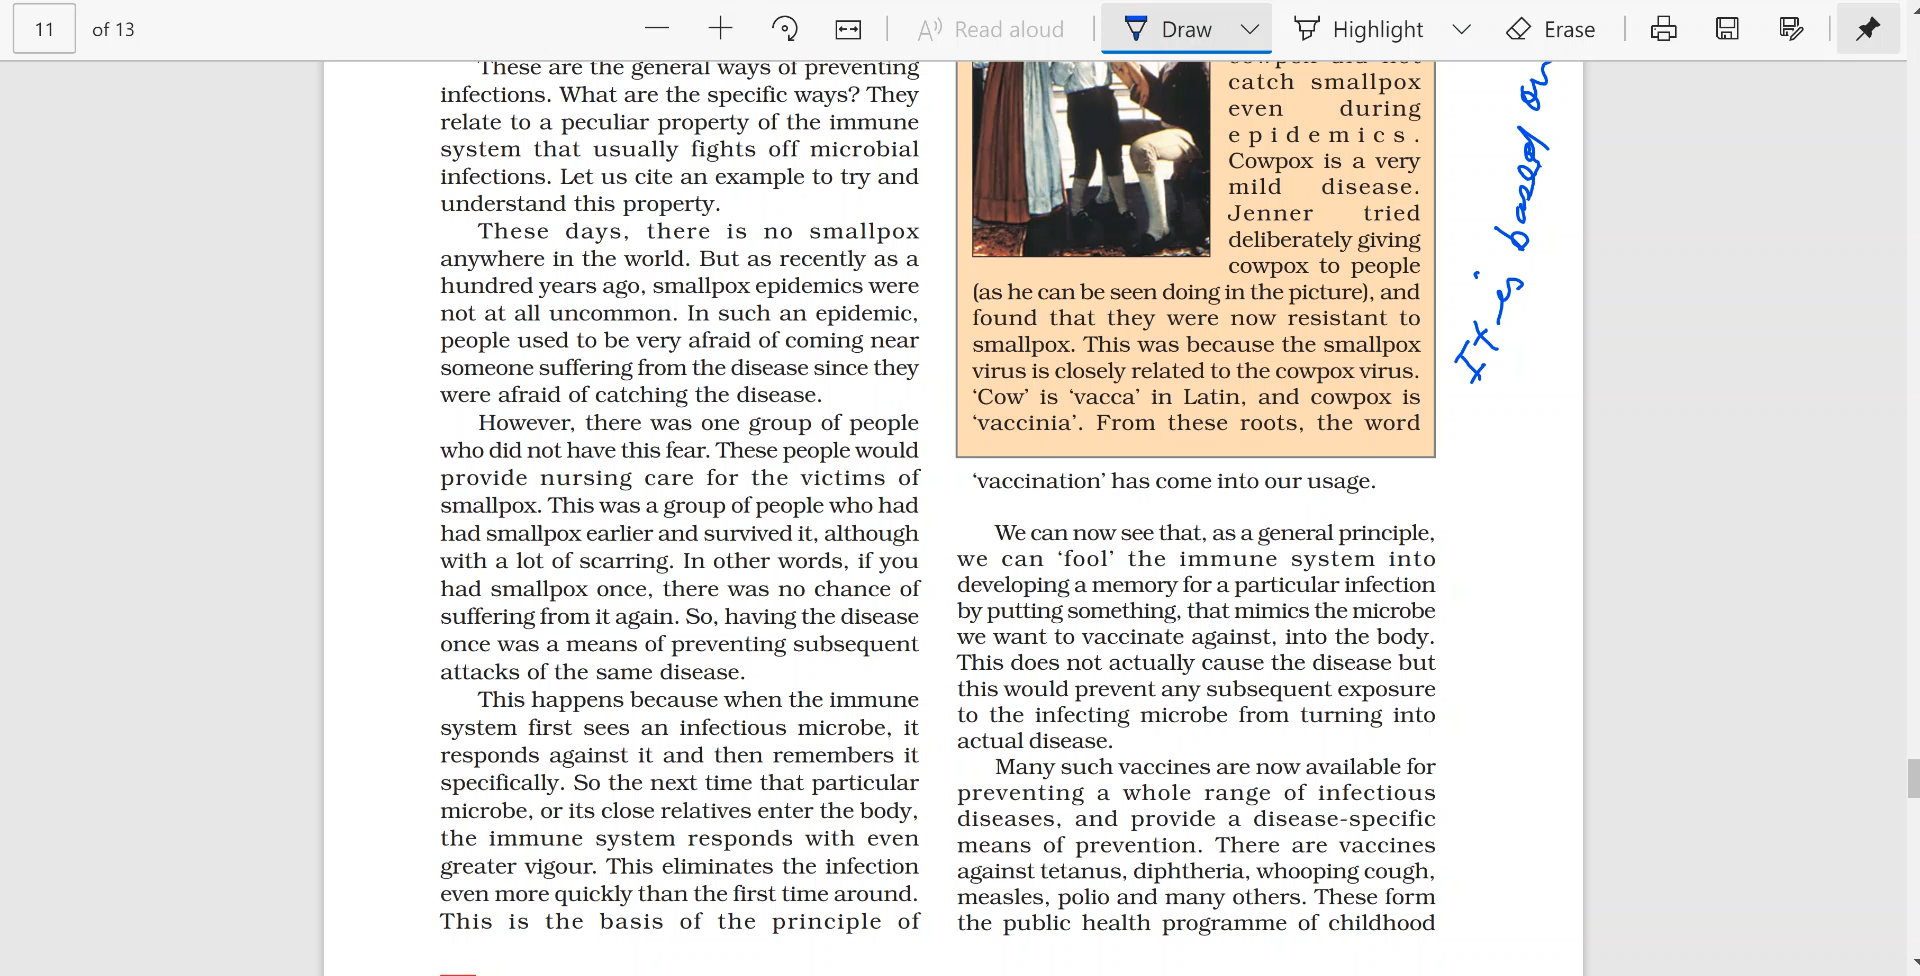 11 of 13
Read aloud
Draw
Highlight
Erase
These are the general ways of preventing
infections. What are the specific ways? They
relate to a peculiar property of the immune
system that usually fights off microbial
infections. Let us cite an example to try and
understand this property.
These days, there is no smallpox
anywhere in the world. But as recently as a
hundred years ago, smallpox epidemics were
not at all uncommon. In such an epidemic,
people used to be very afraid of coming near
someone suffering from the disease since they
were afraid of catching the disease.
However, there was one group of people
who did not have this fear. These people would
provide nursing care for the victims of
smallpox. This was a group of people who had
had smallpox earlier and survived it, although
with a lot of scarring. In other words, if you
had smallpox once, there was no chance of
suffering from it again. So, having the disease
once was a means of preventing subsequent
attacks of the same disease.
This happens because when the immune
system first sees an infectious microbe, it
responds against it and then remembers it
specifically. So the next time that particular
microbe, or its close relatives enter the body,
the immune system responds with even
greater vigour. This eliminates the infection
even more quickly than the first time around.
This is the basis of the principle of
cowpox did not
catch smallpox
even during
epidemics.
Cowpox is a very
mild disease.
Jenner tried
deliberately giving
cowpox to people
(as he can be seen doing in the picture), and
found that they were now resistant to
smallpox. This was because the smallpox
virus is closely related to the cowpox virus.
‘Cow’ is ‘vacca’ in Latin, and cowpox is
‘vaccinia’. From these roots, the word
‘vaccination’ has come into our usage.
We can now see that, as a general principle,
we can ‘fool’ the immune system into
developing a memory for a particular infection
by putting something, that mimics the microbe
we want to vaccinate against, into the body.
This does not actually cause the disease but
this would prevent any subsequent exposure
to the infecting microbe from turning into
actual disease.
Many such vaccines are now available for
preventing a whole range of infectious
diseases, and provide a disease-specific
means of prevention. There are vaccines
against tetanus, diphtheria, whooping cough,
measles, polio and many others. These form
the public health programme of childhood
It is based on